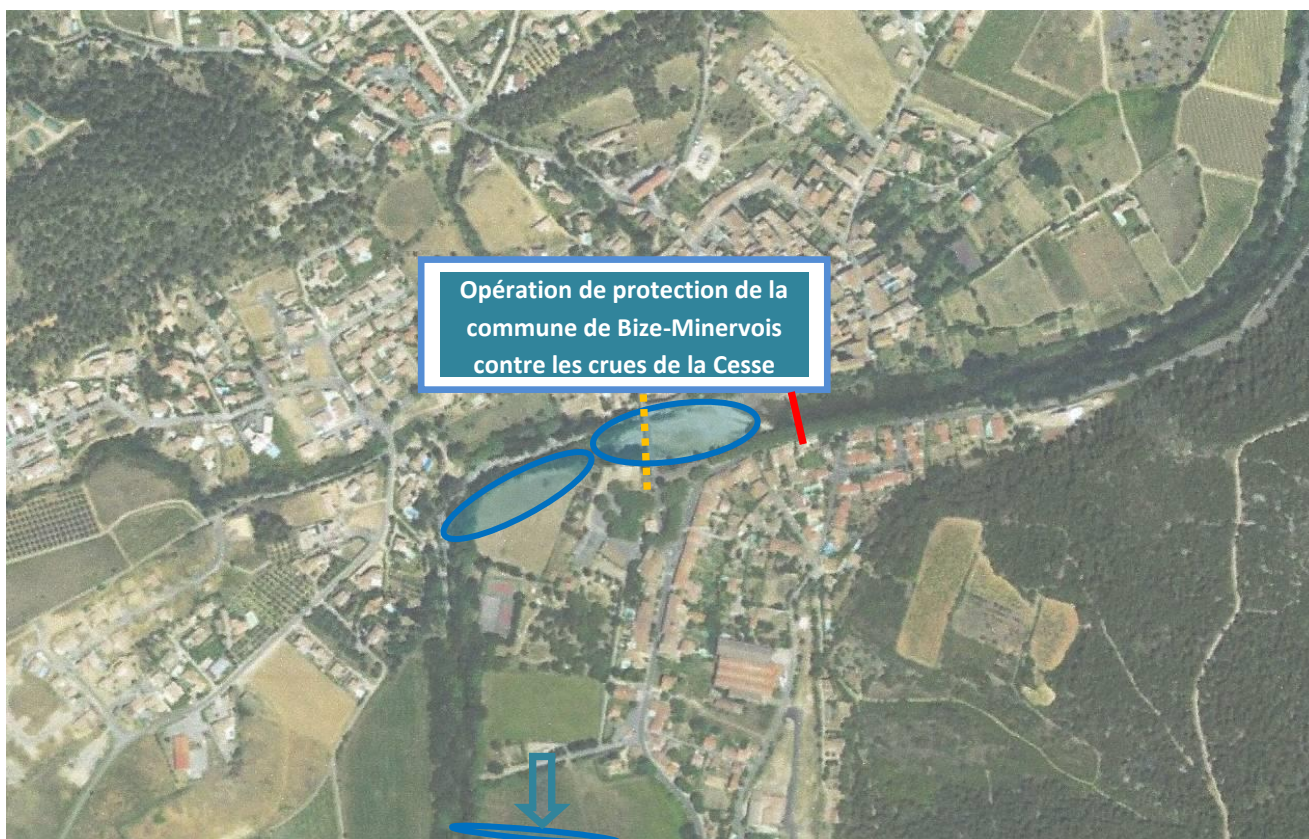 Opération de protection de la
commune de Bize-Minervois
contre les crues de la Cesse